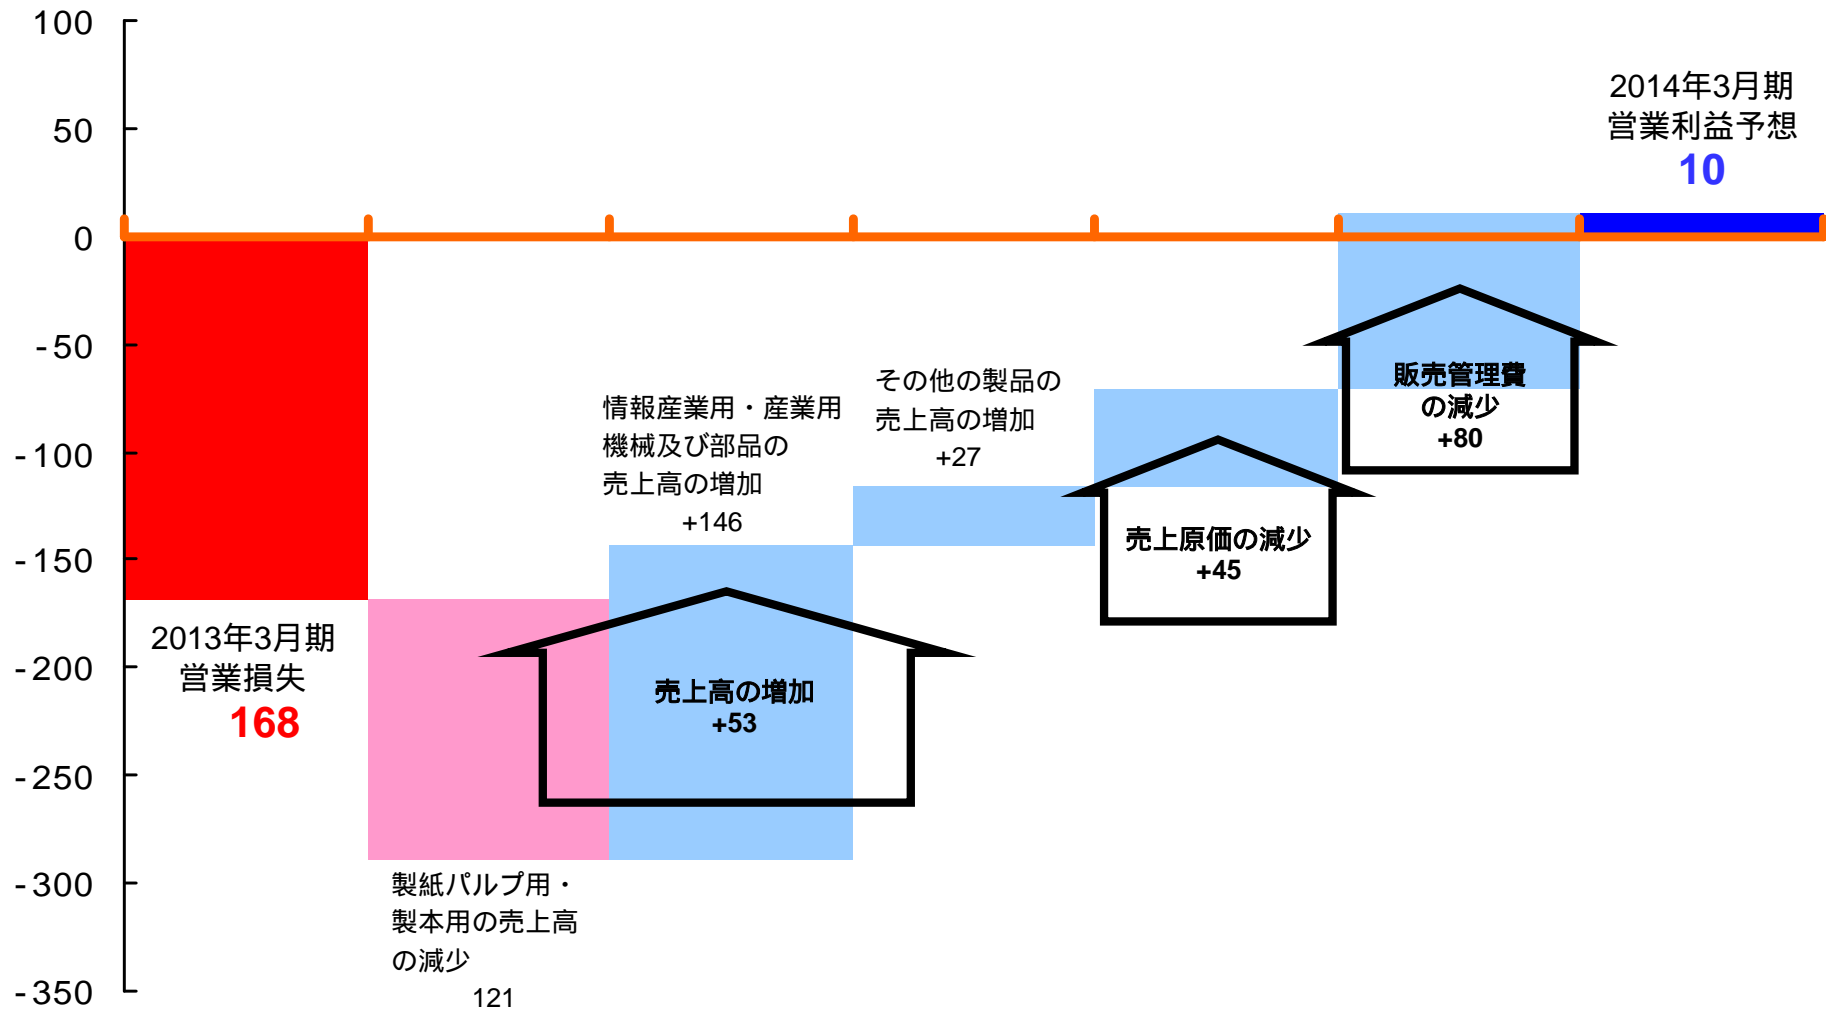 100
50
0
-50
-100
-150
-200
-250
-300
-350
2013年3月期
営業損失
168
製紙パルプ用・
製本用の売上高
の減少
121
情報産業用・産業用
機械及び部品の
売上高の増加
+146
売上高の増加
+53
その他の製品の
売上高の増加
+27
売上原価の減少
+45
販売管理費
の減少
+80
2014年3月期
営業利益予想
10